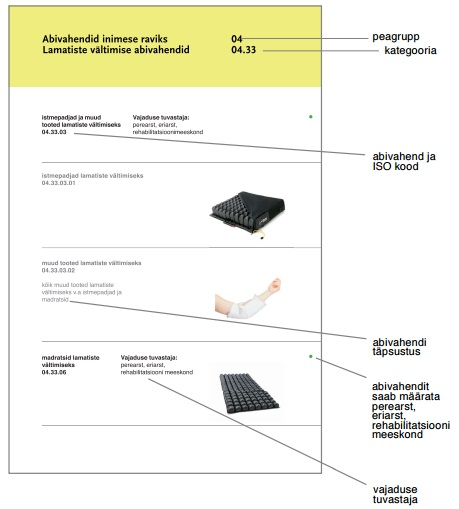 Abivahendid inimese raviks 04
Lamatiste vältimise abivahendid 04.33
peagrupp
kategooria
istmepadjad ja muud
tooted lamatiste vältimiseks
04.33.03
Vajaduse tuvastaja:
perearst, eriarst,
rehabilitatsioonimeeskond
abivahend ja
ISO kood
istmepadjad lamatiste vältimiseks
04.33.03.01
muud tooted lamatiste vältimiseks
04.33.03.02
kõik muud tooted lamatiste
vältimiseks v.a istmepadjad ja
madratsid
abivahendi
täpsustus
madratsid lamatiste
vältimiseks
04.33.06
Vajaduse tuvastaja:
perearst, eriarst,
rehabilitatsiooni meeskond
abivahendit
saab määrata
perearst,
eriarst,
rehabilitatsiooni
meeskond
vajaduse
tuvastaja